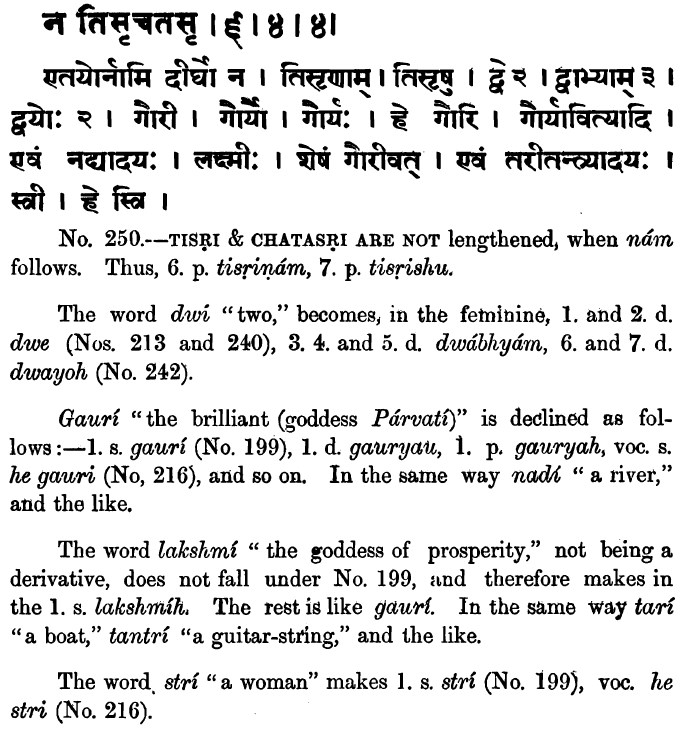 न तिसृचतसृ । ६ । ४ । ४ ।
एतयोर्नामि दीर्घो न । तिसृणाम् । तिसृषु । द्वे २ । द्वाभ्याम् ३ ।
द्वयोः २ । गौरी । गौर्यौ । गौर्यः । हे गौरि । गौर्यावित्यादि ।
एवं नद्यादयः । लक्ष्मीः । शेषं गौरीवत् । एवं तरीतन्त्र्यादयः ।
स्त्री । हे स्त्रि ।
No. 250.—TISṚI & CHATASṚI ARE NOT lengthened, when nám
follows. Thus, 6. p. tisṛiṇám, 7. p. tisṛishu.
The word dwi "two," becomes, in the feminine, 1. and 2. d.
dwe (Nos. 213 and 240), 3. 4. and 5. d. dwábhyám, 6. and 7. d.
dwayoh (No. 242).
Gaurí "the brilliant (goddess Párvatí)" is declined as fol-
lows:—1. s. gaurí (No. 199), 1. d. gauryau, 1. p. gauryah, voc. s.
he gauri (No, 216), and so on. In the same way nadí "a river,"
and the like.
The word lakshmí "the goddess of prosperity," not being a
derivative, does not fall under No. 199, and therefore makes in
the 1. s. lakshmíh. The rest is like gaurí. In the same way tarí
"a boat," tantrí "a guitar-string," and the like.
The word strí "a woman" makes 1. s. strí (No. 199), voc. he
stri (No. 216).